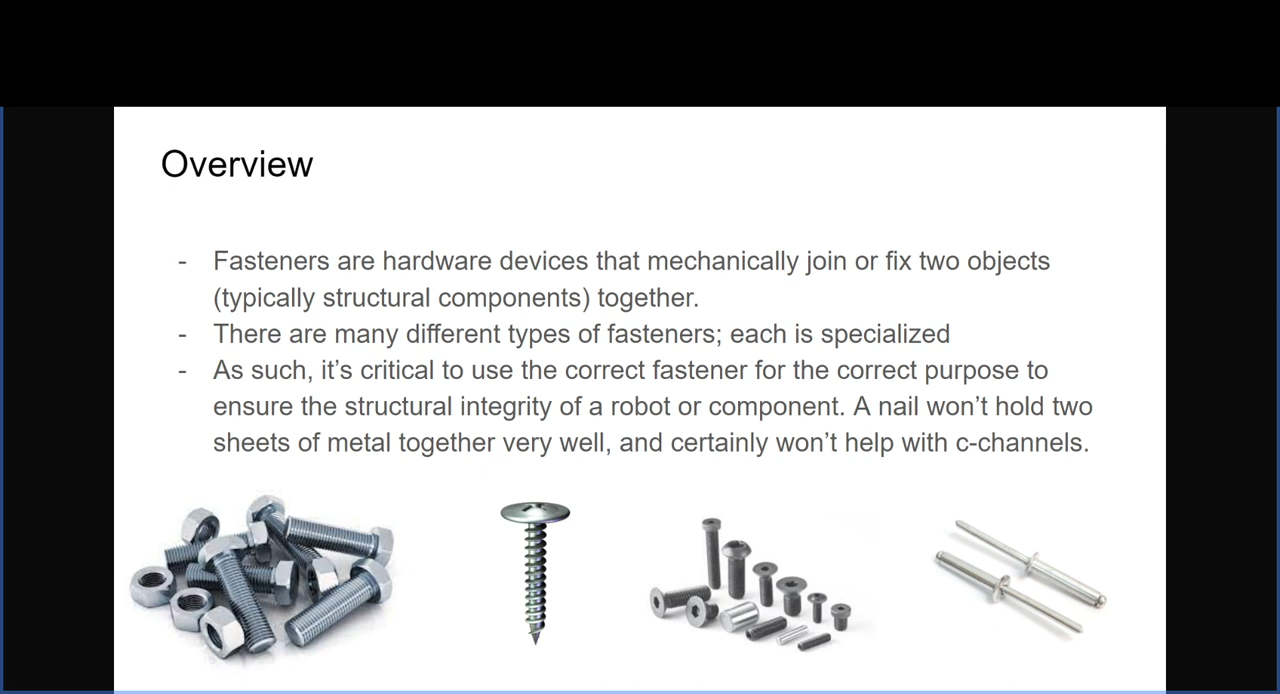 Overview
- Fasteners are hardware devices that mechanically join or fix two objects
(typically structural components) together.
- There are many different types of fasteners; each is specialized
- As such, it’s critical to use the correct fastener for the correct purpose to
ensure the structural integrity of a robot or component. A nail won’t hold two
sheets of metal together very well, and certainly won’t help with c-channels.